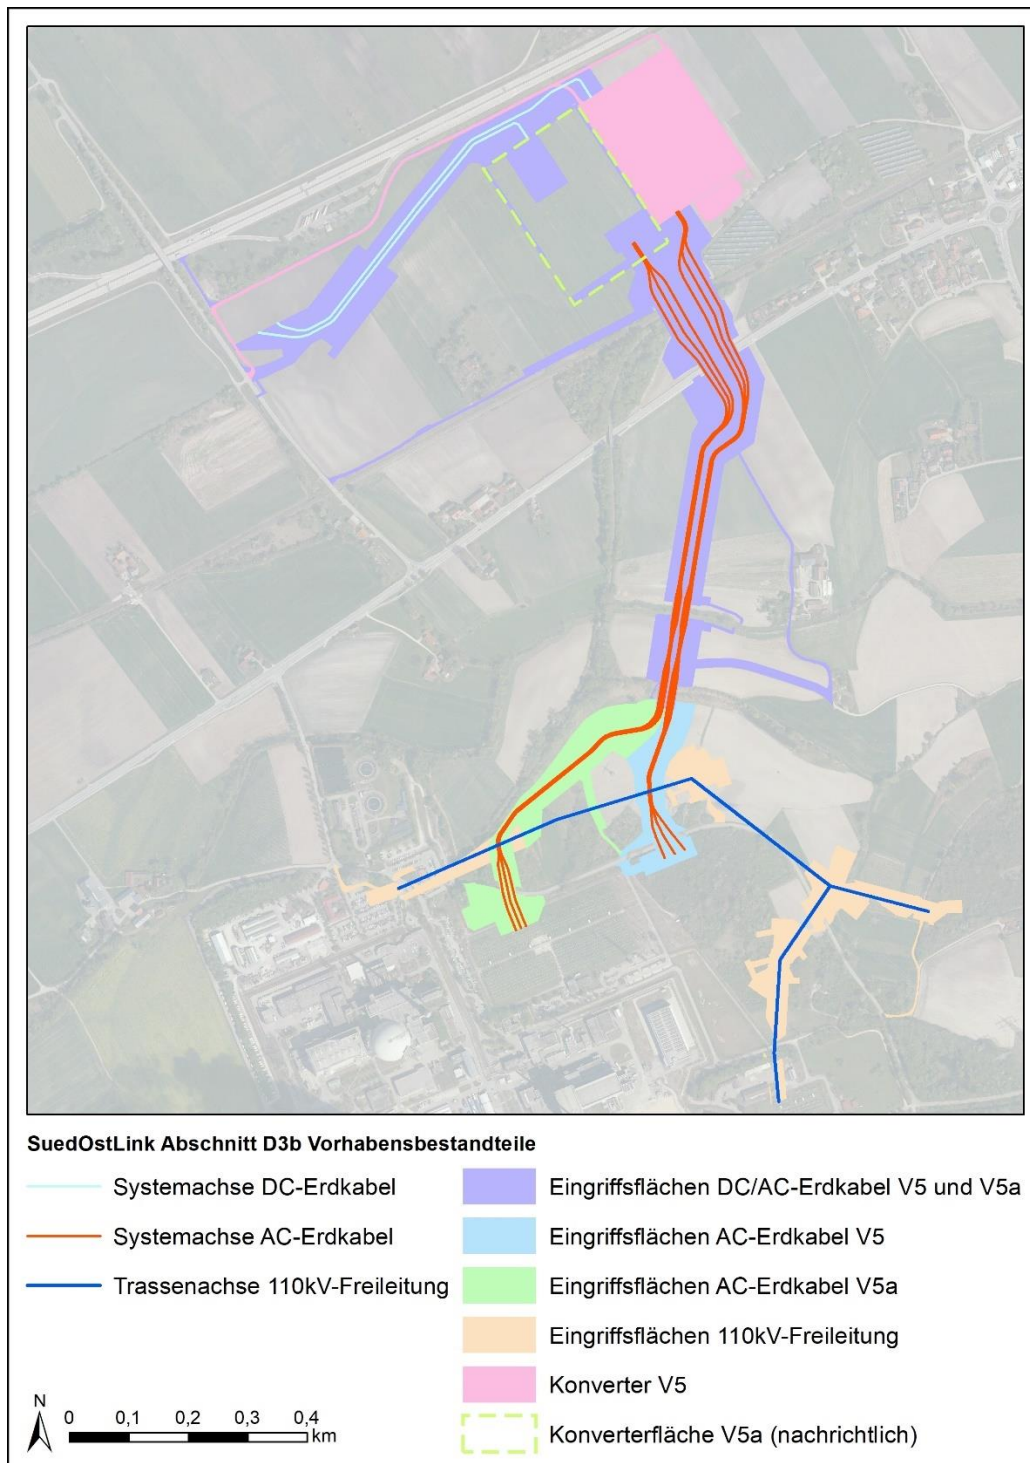 SuedOstLink Abschnitt D3b Vorhabensbestandteile
Systemachse DC-Erdkabel
Systemachse AC-Erdkabel
Trassenachse 110kV-Freileitung
Eingriffsflächen DC/AC-Erdkabel V5 und V5a
Eingriffsflächen AC-Erdkabel V5
Eingriffsflächen AC-Erdkabel V5a
Eingriffsflächen 110kV-Freileitung
Konverter V5
Konverterfläche V5a (nachrichtlich)
N
0 0,1 0,2 0,3 0,4
km